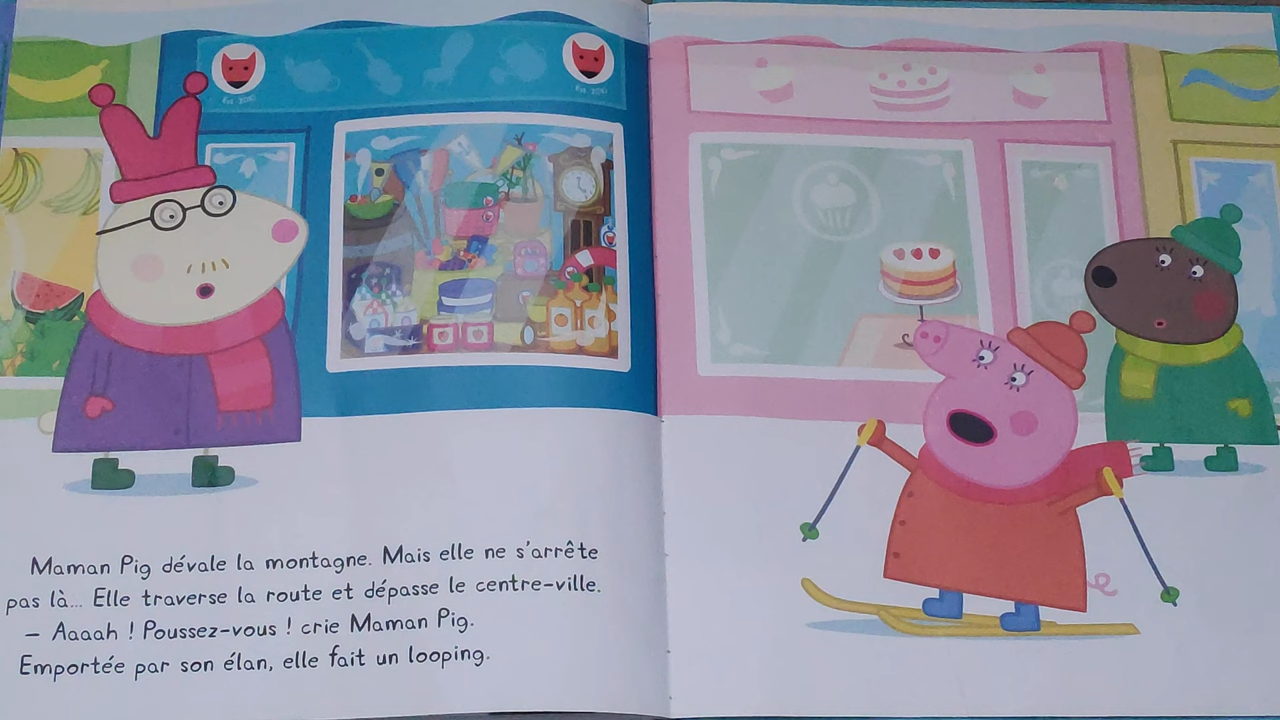 Maman Pig dévale la montagne. Mais elle ne s'arrête
pas là... Elle traverse la route et dépasse le centre-ville.
– Aaaah ! Poussez-vous ! crie Maman Pig.
Emportée par son élan, elle fait un looping.